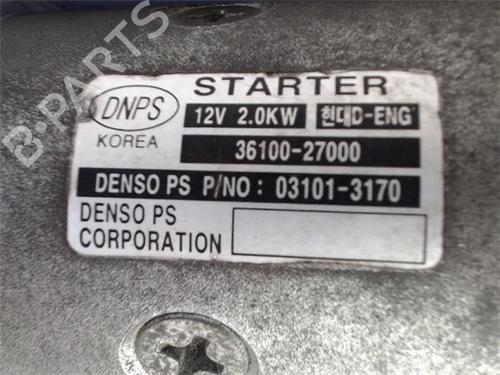 B-PARTS
STARTER
DNPS
12V 2.0KW 현대D-ENG
KOREA
36100-27000
DENSO PS P/NO : 03101-3170
DENSO PS
CORPORATION